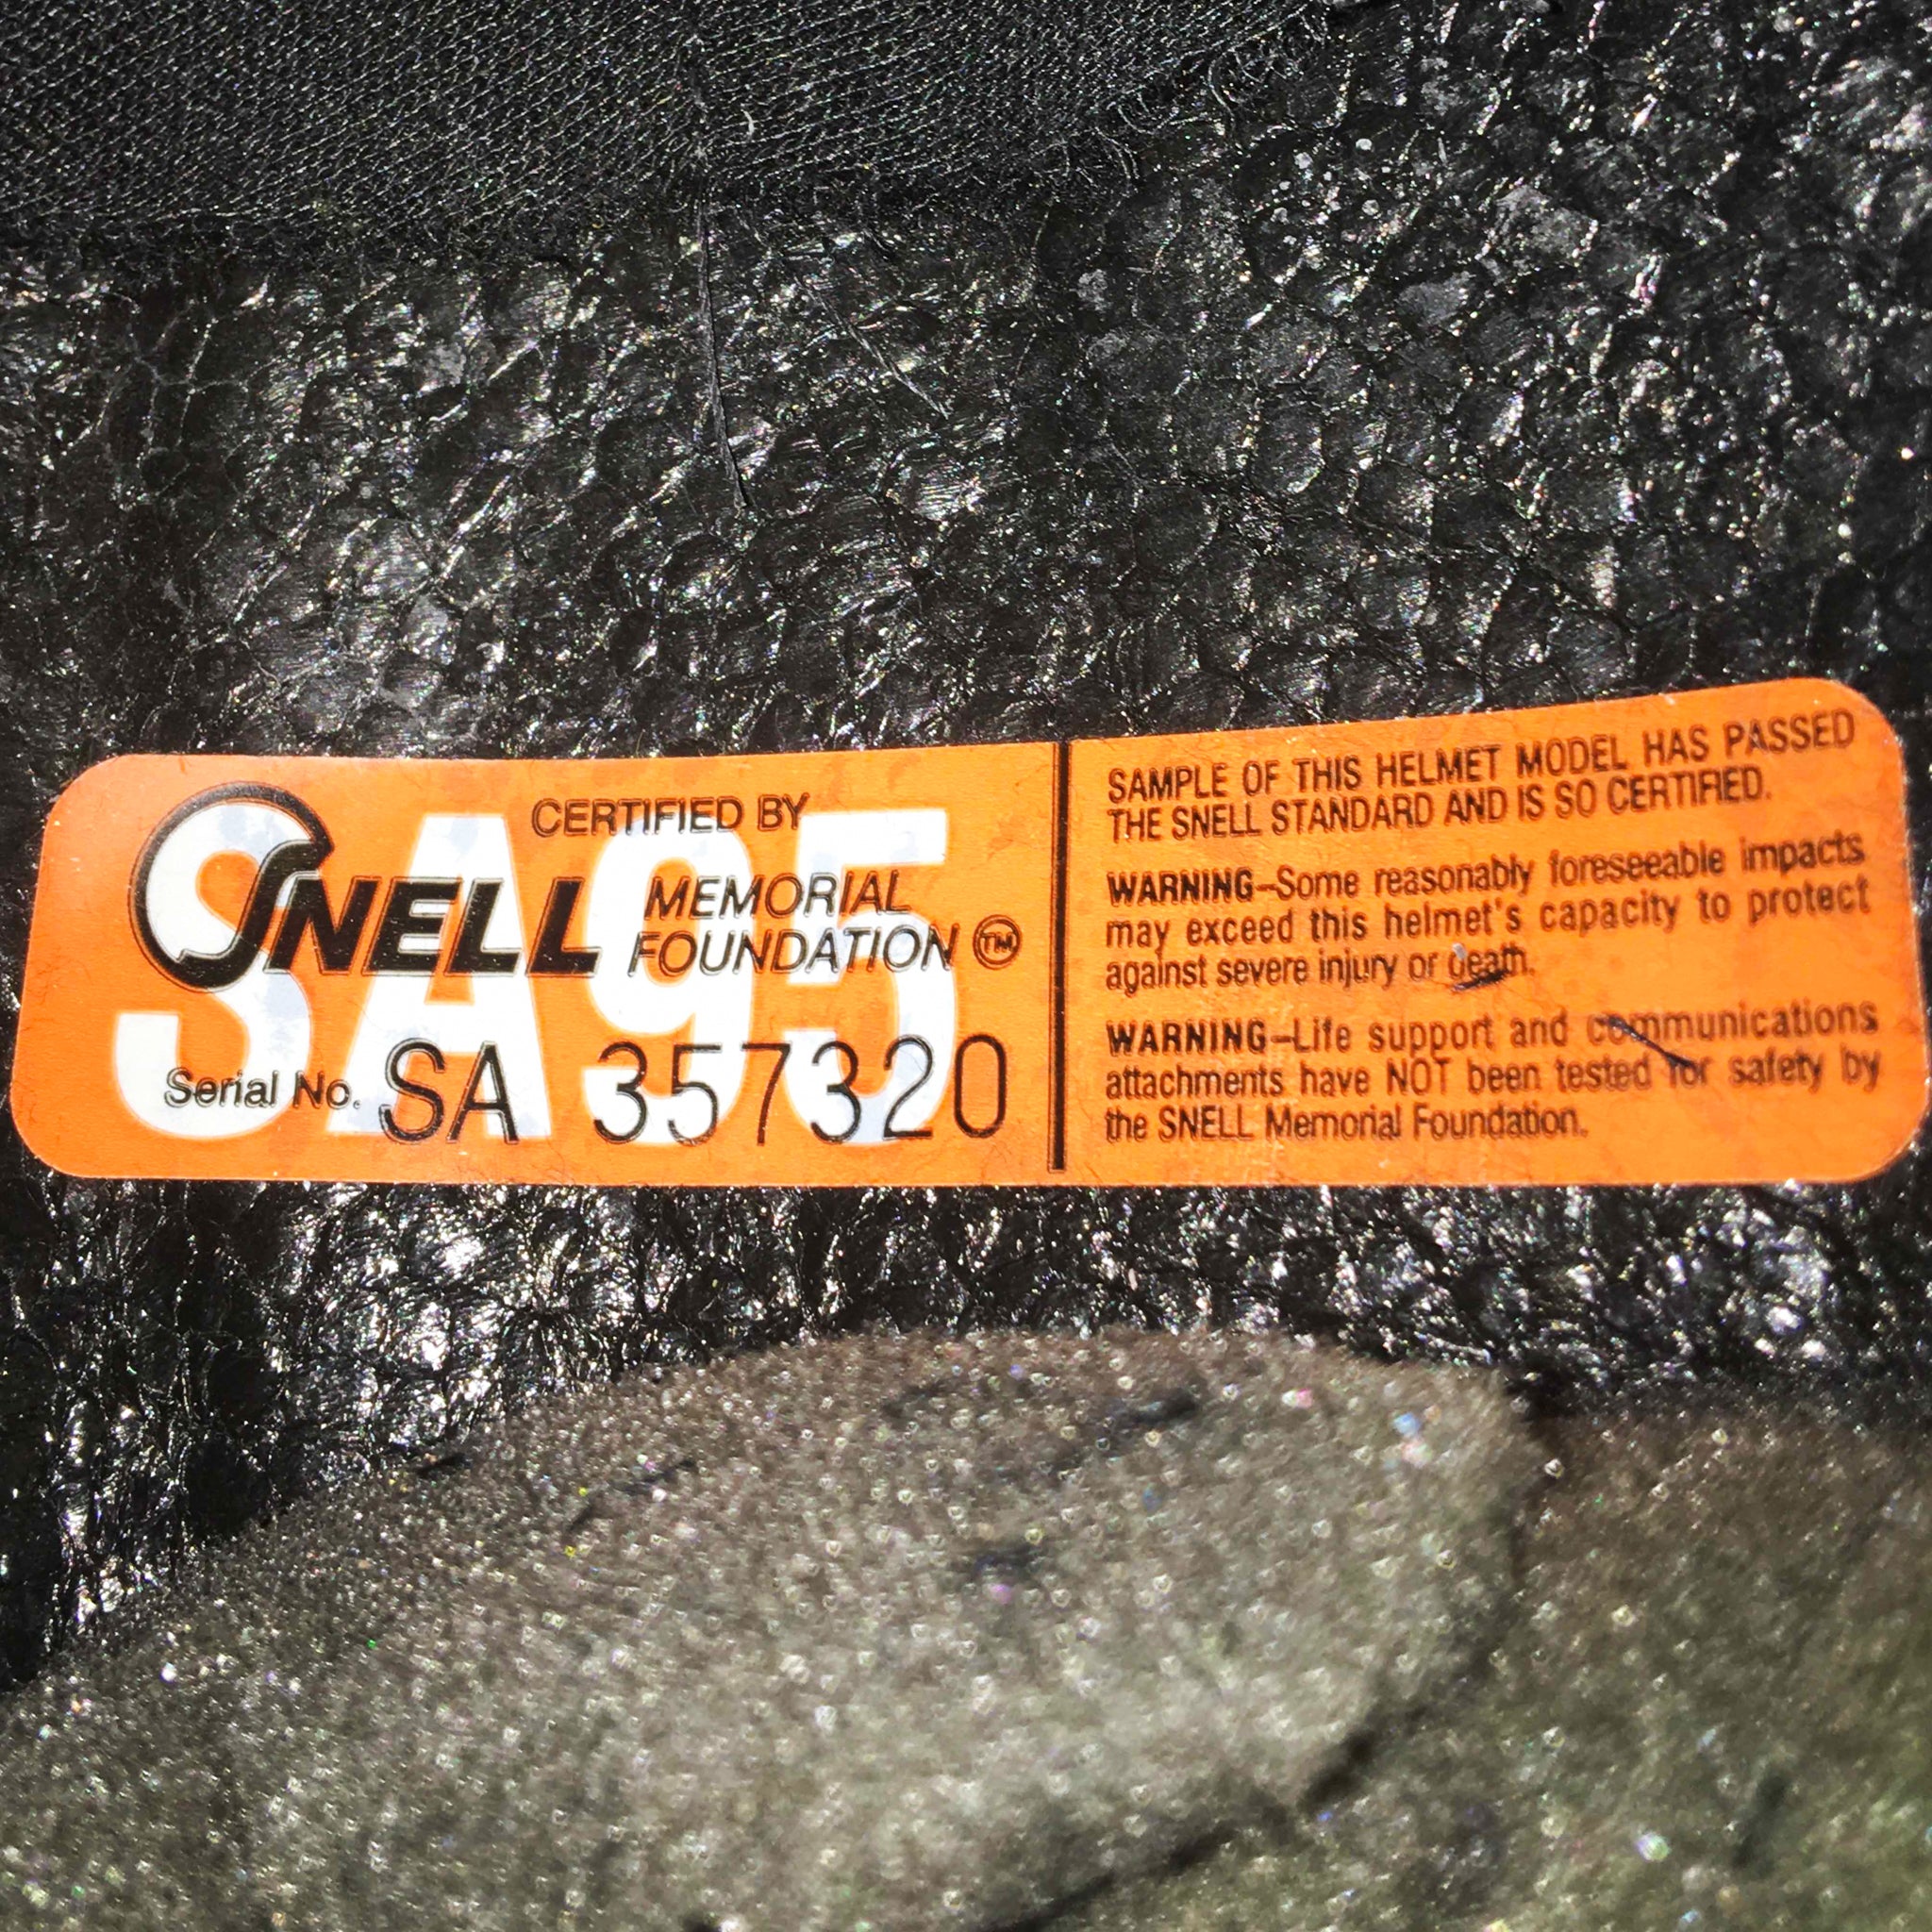 SA95
CERTIFIED BY
SNELL MEMORIAL
FOUNDATION TM
Serial No. SA 357320
SAMPLE OF THIS HELMET MODEL HAS PASSED
THE SNELL STANDARD AND IS SO CERTIFIED.
WARNING–Some reasonably foreseeable impacts
may exceed this helmet's capacity to protect
against severe injury or death.
WARNING–Life support and communications
attachments have NOT been tested for safety by
the SNELL Memorial Foundation.